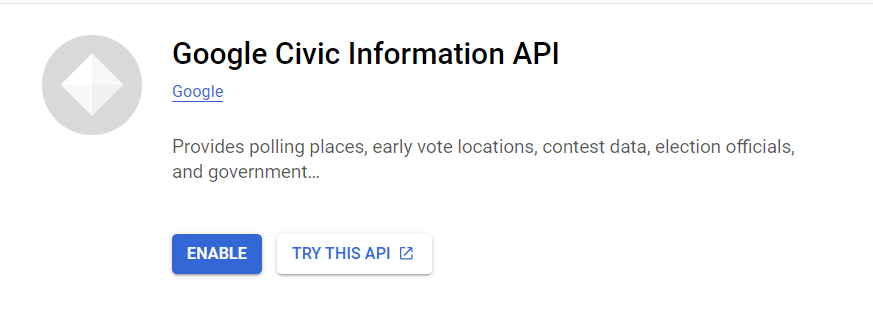 Google Civic Information API
Google
Provides polling places, early vote locations, contest data, election officials,
and government…
ENABLE
TRY THIS API